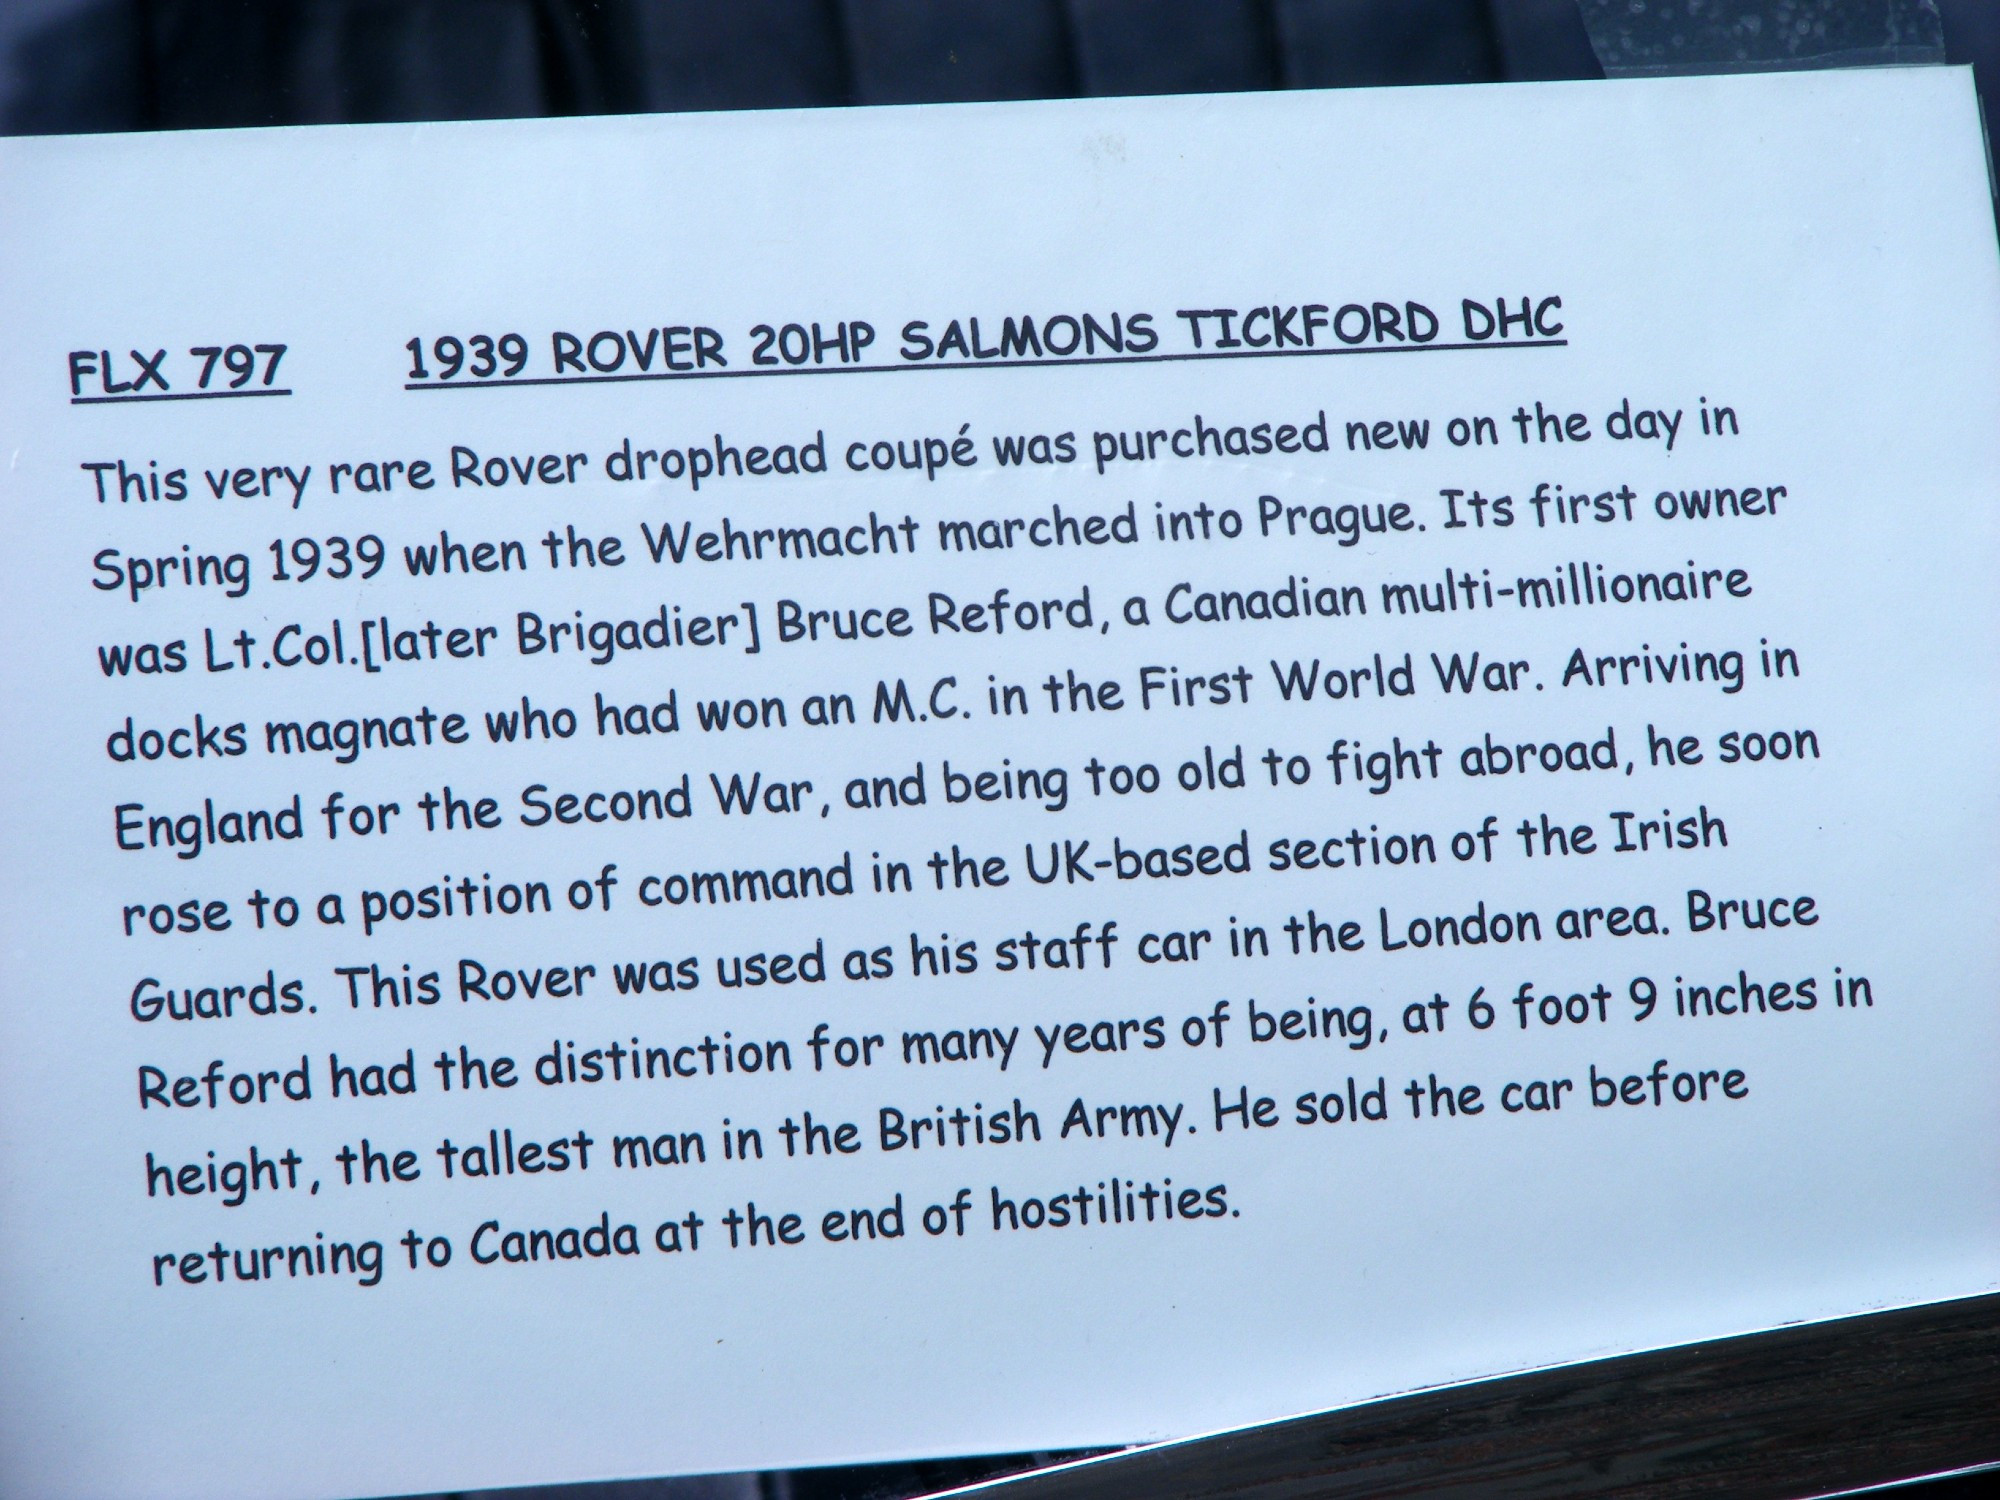 FLX 797 1939 ROVER 20HP SALMONS TICKFORD DHC
This very rare Rover drophead coupé was purchased new on the day in
Spring 1939 when the Wehrmacht marched into Prague. Its first owner
was Lt.Col.[later Brigadier] Bruce Reford, a Canadian multi-millionaire
docks magnate who had won an M.C. in the First World War. Arriving in
England for the Second War, and being too old to fight abroad, he soon
rose to a position of command in the UK-based section of the Irish
Guards. This Rover was used as his staff car in the London area. Bruce
Reford had the distinction for many years of being, at 6 foot 9 inches in
height, the tallest man in the British Army. He sold the car before
returning to Canada at the end of hostilities.